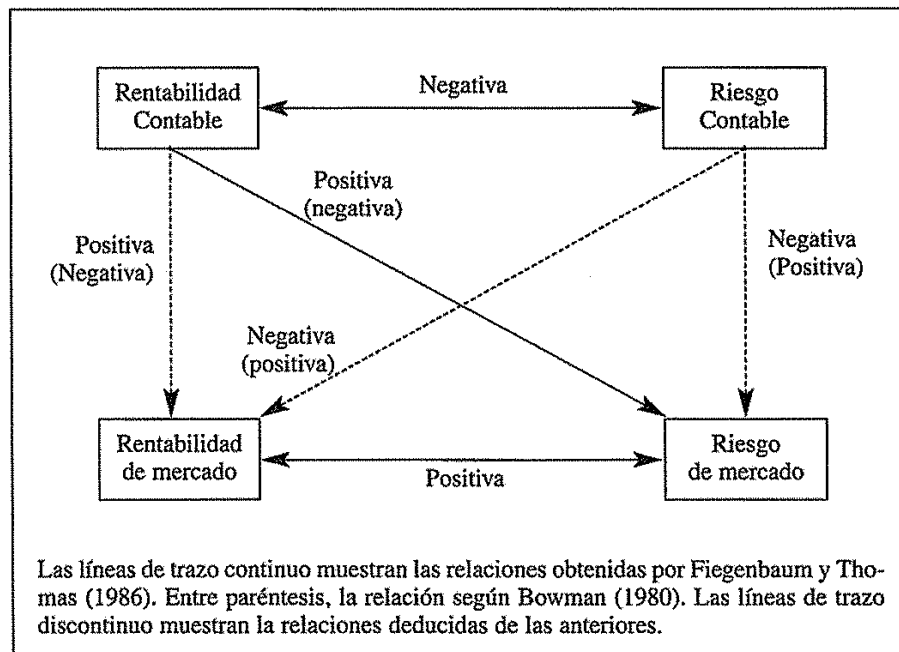 Rentabilidad
Contable
Negativa
Riesgo
Contable
Positiva
(negativa)
Positiva
(Negativa)
Negativa
(Positiva)
Negativa
(positiva)
Rentabilidad
de mercado
Positiva
Riesgo
de mercado
Las líneas de trazo continuo muestran las relaciones obtenidas por Fiegenbaum y Tho-
mas (1986). Entre paréntesis, la relación según Bowman (1980). Las líneas de trazo
discontinuo muestran la relaciones deducidas de las anteriores.